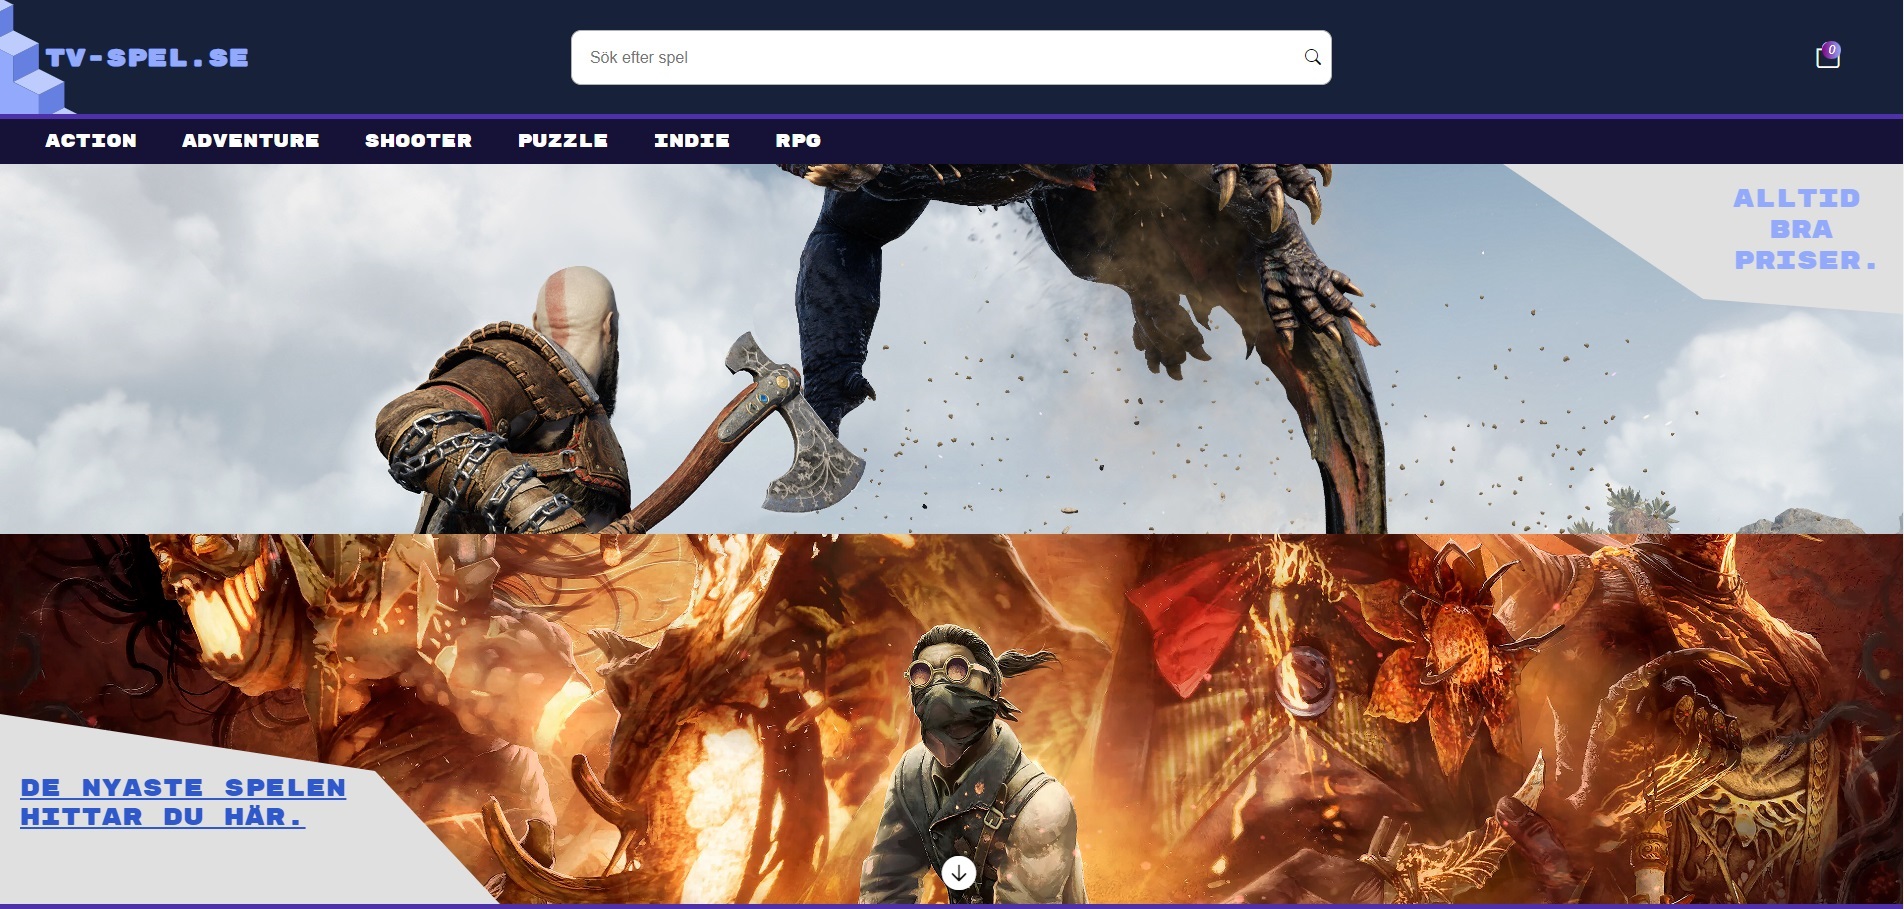 TV-SPEL.SE
Sök efter spel
0
ACTION ADVENTURE SHOOTER PUZZLE INDIE RPG
ALLTID
BRA
PRISER.
DE NYASTE SPELEN
HITTAR DU HÄR.